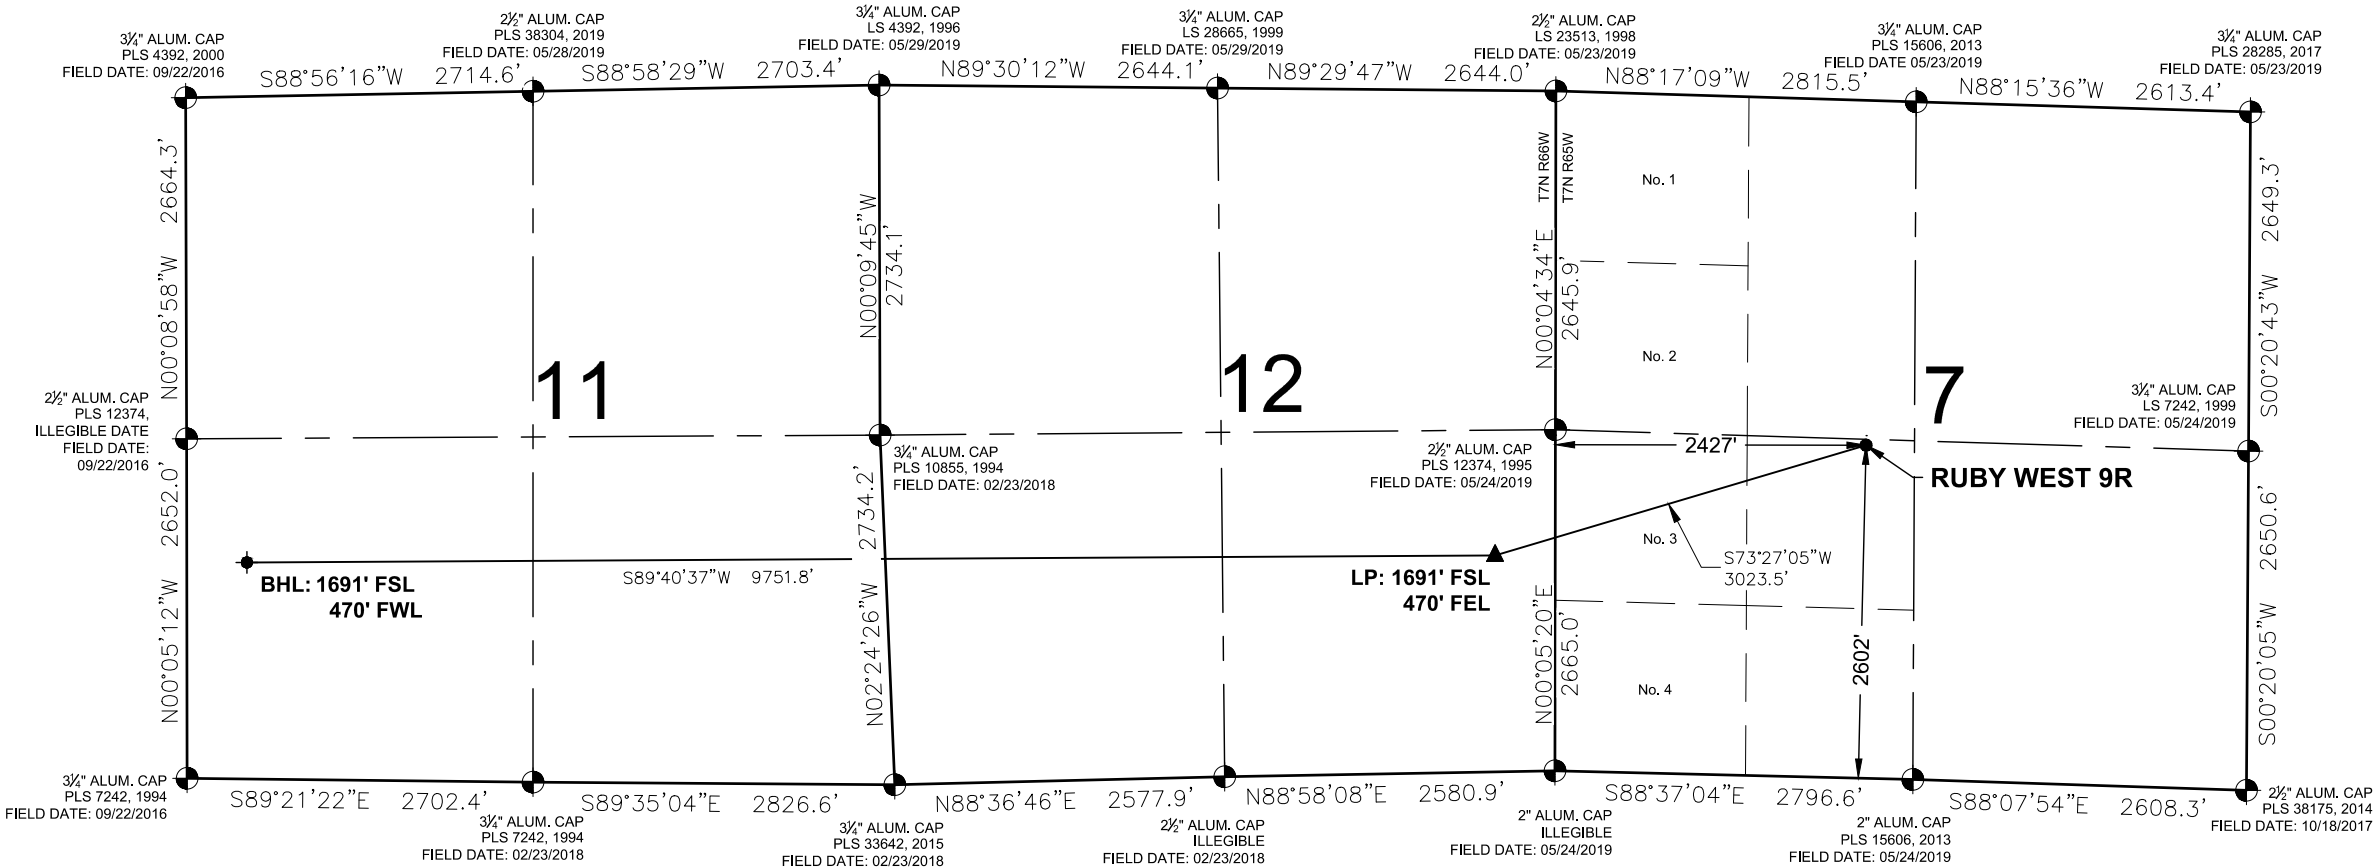 3¼" ALUM. CAP
PLS 4392, 2000
FIELD DATE: 09/22/2016
2½" ALUM. CAP
PLS 38304, 2019
FIELD DATE: 05/28/2019
3¼" ALUM. CAP
LS 4392, 1996
FIELD DATE: 05/29/2019
3¼" ALUM. CAP
LS 28665, 1999
FIELD DATE: 05/29/2019
2½" ALUM. CAP
LS 23513, 1998
FIELD DATE: 05/23/2019
3¼" ALUM. CAP
PLS 15606, 2013
FIELD DATE 05/23/2019
3¼" ALUM. CAP
PLS 28285, 2017
FIELD DATE: 05/23/2019
S88°56'16"W 2714.6'
S88°58'29"W 2703.4'
N89°30'12"W 2644.1'
N89°29'47"W 2644.0'
N88°17'09"W 2815.5'
N88°15'36"W 2613.4'
N00°08'58"W 2664.3'
N00°09'45"W
2734.1'
T7N R66W
T7N R65W
N00°04'34"E
2645.9'
S00°20'43"W 2649.3'
No. 1
No. 2
11
12
7
2½" ALUM. CAP
PLS 12374,
ILLEGIBLE DATE
FIELD DATE:
09/22/2016
3¼" ALUM. CAP
PLS 10855, 1994
FIELD DATE: 02/23/2018
2½" ALUM. CAP
PLS 12374, 1995
FIELD DATE: 05/24/2019
3¼" ALUM. CAP
LS 7242, 1999
FIELD DATE: 05/24/2019
2427'
RUBY WEST 9R
N00°05'12"W 2652.0'
N02°24'26"W 2734.2'
N00°05'20"E
2665.0'
S00°20'05"W 2650.6'
BHL: 1691' FSL
470' FWL
S89°40'37"W 9751.8'
LP: 1691' FSL
470' FEL
No. 3
S73°27'05"W
3023.5'
2602'
No. 4
3¼" ALUM. CAP
PLS 7242, 1994
FIELD DATE: 09/22/2016
S89°21'22"E 2702.4'
S89°35'04"E 2826.6'
N88°36'46"E 2577.9'
N88°58'08"E 2580.9'
S88°37'04"E 2796.6'
S88°07'54"E 2608.3'
3¼" ALUM. CAP
PLS 7242, 1994
FIELD DATE: 02/23/2018
3¼" ALUM. CAP
PLS 33642, 2015
FIELD DATE: 02/23/2018
2½" ALUM. CAP
ILLEGIBLE
FIELD DATE: 02/23/2018
2" ALUM. CAP
ILLEGIBLE
FIELD DATE: 05/24/2019
2" ALUM. CAP
PLS 15606, 2013
FIELD DATE: 05/24/2019
2½" ALUM. CAP
PLS 38175, 2014
FIELD DATE: 10/18/2017